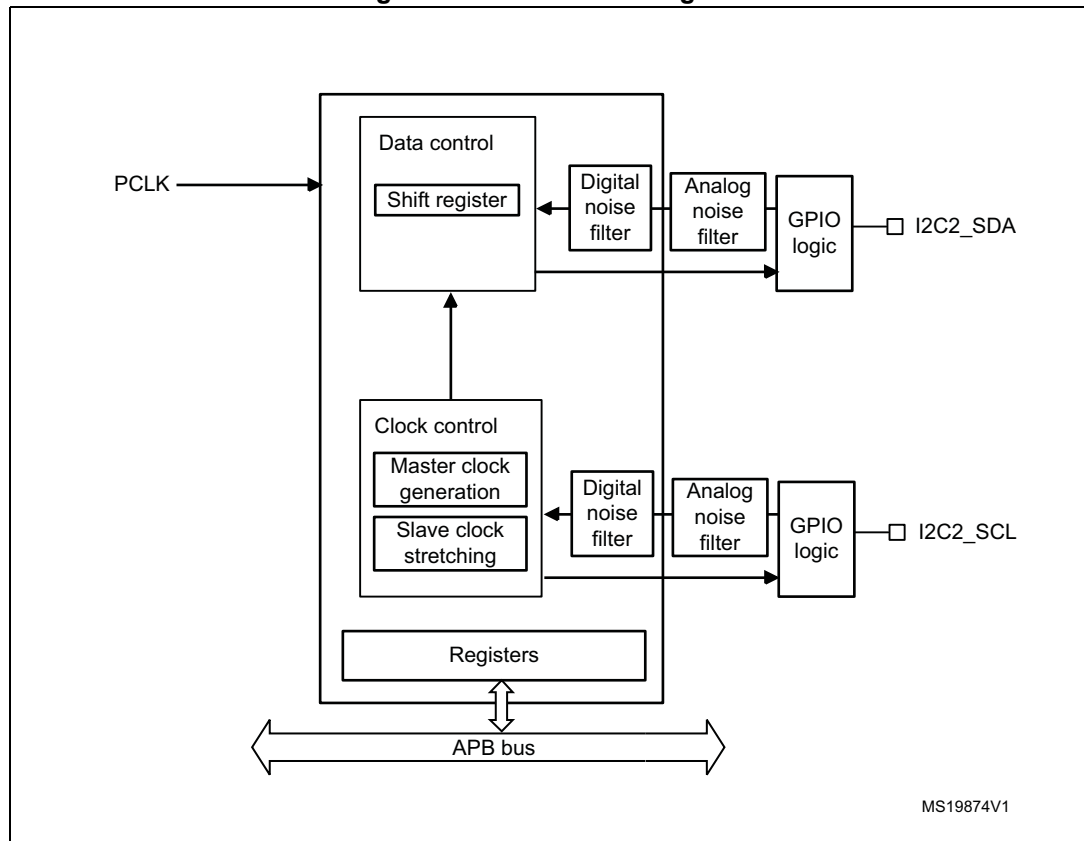 Data control
PCLK
Shift register
Digital
noise
filter
Analog
noise
filter
GPIO
logic
I2C2_SDA
Clock control
Master clock
generation
Slave clock
stretching
Digital
noise
filter
Analog
noise
filter
GPIO
logic
I2C2_SCL
Registers
APB bus
MS19874V1